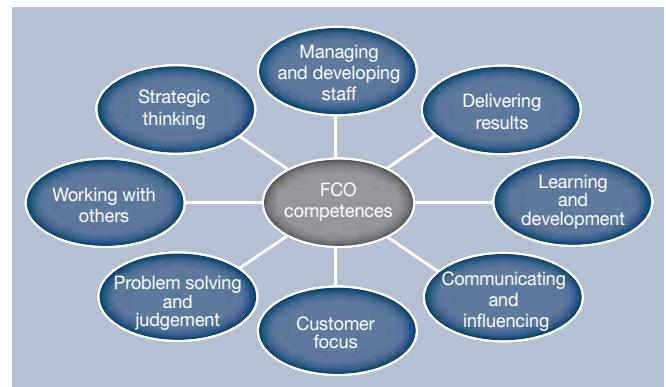 Managing
and developing
staff
Strategic
thinking
Delivering
results
Working with
others
FCO
competences
Learning
and
development
Problem solving
and
judgement
Customer
focus
Communicating
and
influencing